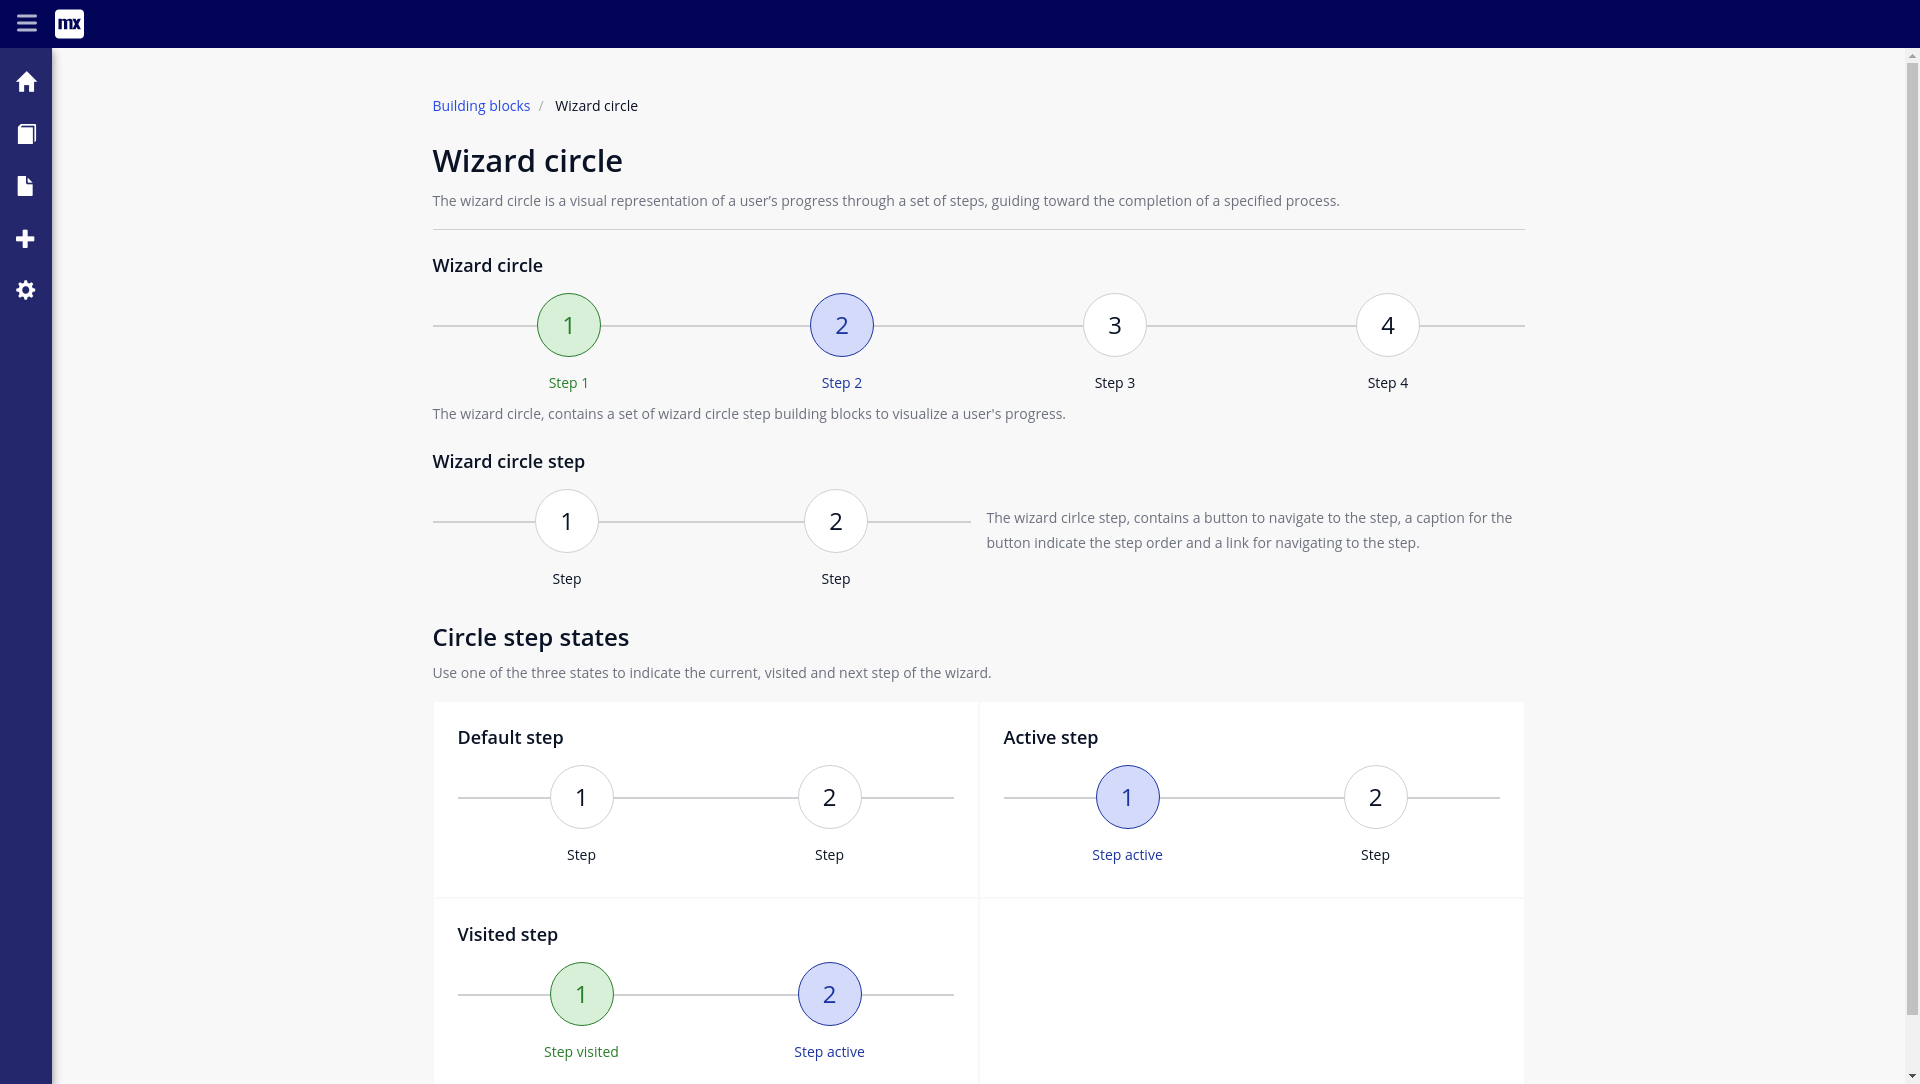 mx
Building blocks / Wizard circle
Wizard circle
The wizard circle is a visual representation of a user's progress through a set of steps, guiding toward the completion of a specified process.
Wizard circle
1 2 3 4
Step 1 Step 2 Step 3 Step 4
The wizard circle, contains a set of wizard circle step building blocks to visualize a user's progress.
Wizard circle step
1 2
Step Step
The wizard cirlce step, contains a button to navigate to the step, a caption for the
button indicate the step order and a link for navigating to the step.
Circle step states
Use one of the three states to indicate the current, visited and next step of the wizard.
Default step
1 2
Step Step
Active step
1 2
Step active Step
Visited step
1 2
Step visited Step active